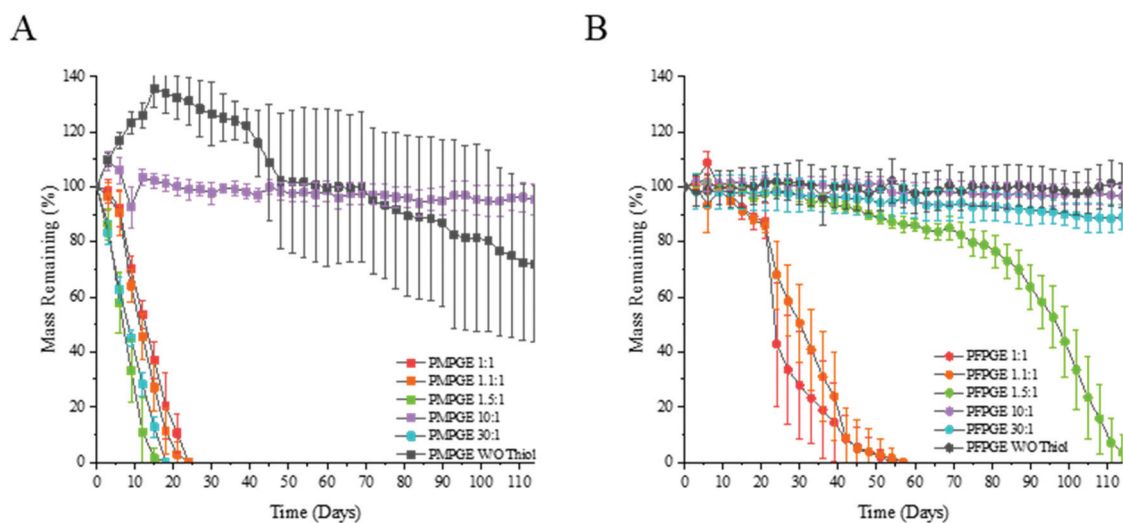 A
B
140
120
100
80
60
40
20
0
Mass Remaining (%)
PMPGE 1:1
PMPGE 1.1:1
PMPGE 1.5:1
PMPGE 10:1
PMPGE 30:1
PMPGE WO Thiol
0 10 20 30 40 50 60 70 80 90 100 110
Time (Days)
140
120
100
80
60
40
20
0
Mass Remaining (%)
PFPGE 1:1
PFPGE 1.1:1
PFPGE 1.5:1
PFPGE 10:1
PFPGE 30:1
PFPGE WO Thiol
0 10 20 30 40 50 60 70 80 90 100 110
Time (Days)